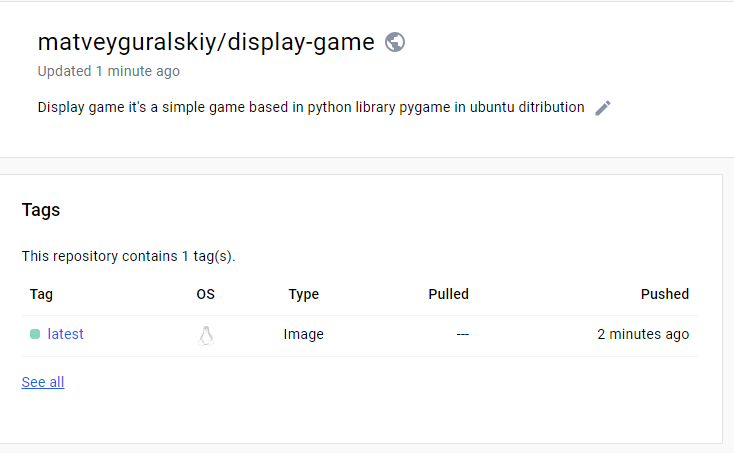 matveyguralskiy/display-game
Updated 1 minute ago
Display game it's a simple game based in python library pygame in ubuntu ditribution
Tags
This repository contains 1 tag(s).
Tag OS Type Pulled Pushed
latest Image --- 2 minutes ago
See all